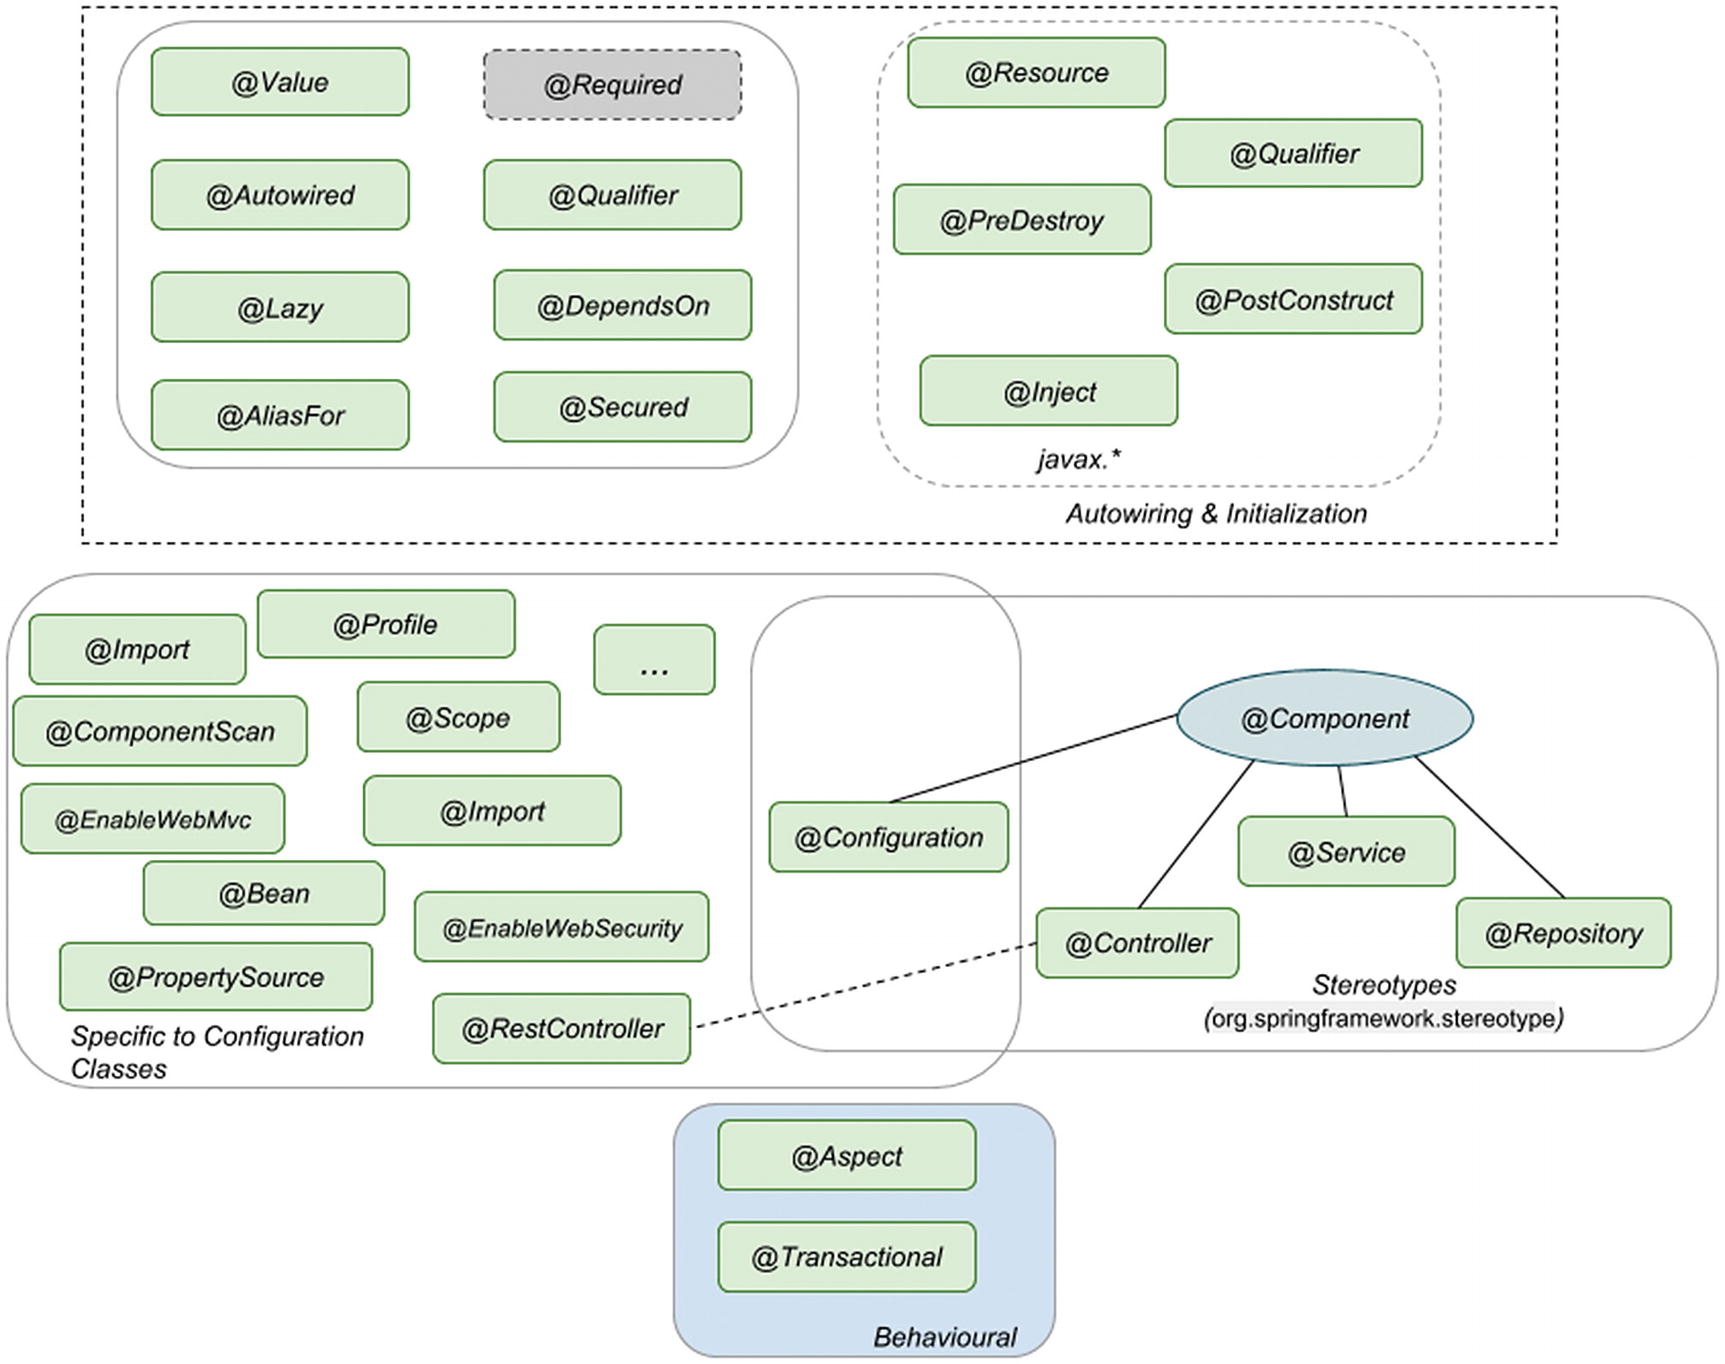 @Value
@Required
@Autowired
@Qualifier
@Lazy
@DependsOn
@AliasFor
@Secured
@Resource
@Qualifier
@PreDestroy
@PostConstruct
@Inject
javax.*
Autowiring & Initialization
@Import
@Profile
...
@ComponentScan
@Scope
@EnableWebMvc
@Import
@Bean
@EnableWebSecurity
@PropertySource
@RestController
Specific to Configuration
Classes
@Component
@Configuration
@Service
@Controller
@Repository
Stereotypes
(org.springframework.stereotype)
@Aspect
@Transactional
Behavioural